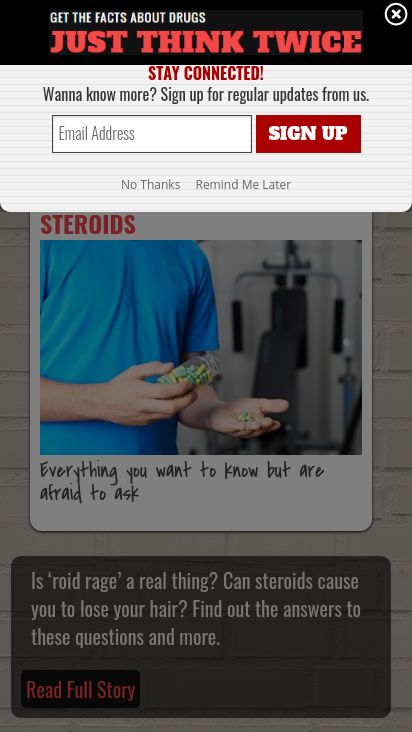 GET THE FACTS ABOUT DRUGS
JUST THINK TWICE
STAY CONNECTED!
Wanna know more? Sign up for regular updates from us.
Email Address
SIGN UP
No Thanks
Remind Me Later
STEROIDS
Everything you want to know but are
afraid to ask
Is ‘roid rage’ a real thing? Can steroids cause
you to lose your hair? Find out the answers to
these questions and more.
Read Full Story